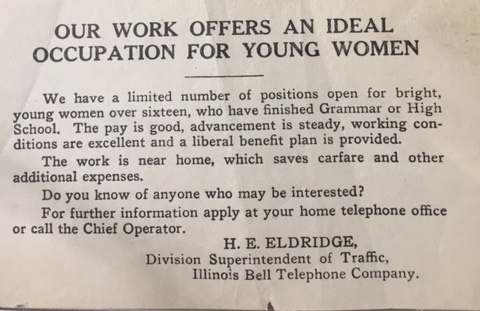 OUR WORK OFFERS AN IDEAL
OCCUPATION FOR YOUNG WOMEN
We have a limited number of positions open for bright,
young women over sixteen, who have finished Grammar or High
School. The pay is good, advancement is steady, working con-
ditions are excellent and a liberal benefit plan is provided.
The work is near home, which saves carfare and other
additional expenses.
Do you know of anyone who may be interested?
For further information apply at your home telephone office
or call the Chief Operator.
H. E. ELDRIDGE,
Division Superintendent of Traffic,
Illinois Bell Telephone Company.